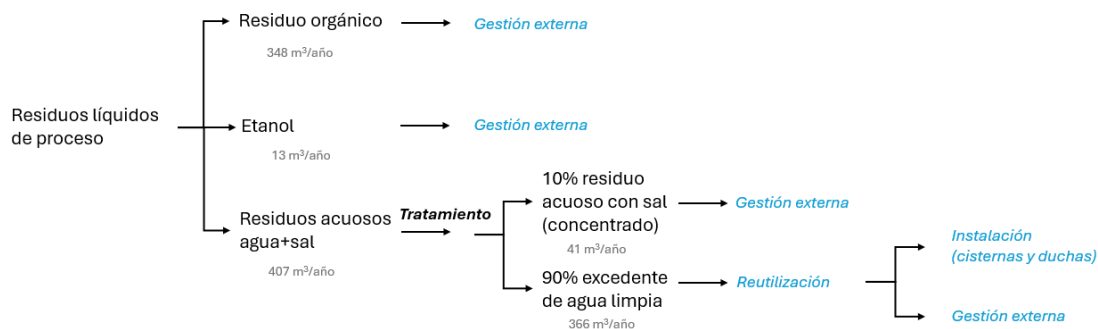 Residuos líquidos
de proceso
Residuo orgánico
348 m³/año
Gestión externa
Etanol
13 m³/año
Gestión externa
Residuos acuosos
agua+sal
407 m³/año
Tratamiento
10% residuo
acuoso con sal
(concentrado)
41 m³/año
Gestión externa
90% excedente
de agua limpia
366 m³/año
Reutilización
Instalación
(cisternas y duchas)
Gestión externa